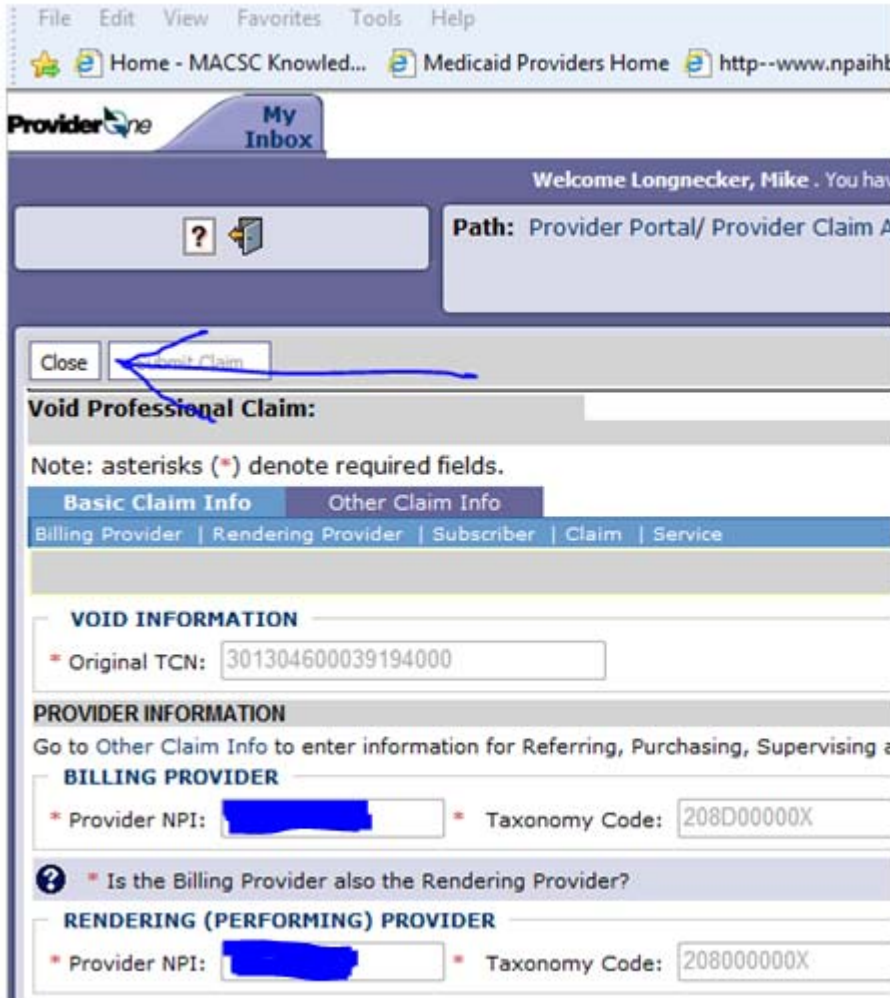 File Edit View Favorites Tools Help
Home - MACSC Knowled... Medicaid Providers Home http--www.npaihb
ProviderOne
My
Inbox
Welcome Longnecker, Mike . You hav
? Path: Provider Portal/ Provider Claim A
Close Submit Claim
Void Professional Claim:
Note: asterisks (*) denote required fields.
Basic Claim Info Other Claim Info
Billing Provider | Rendering Provider | Subscriber | Claim | Service
VOID INFORMATION
* Original TCN: 301304600039194000
PROVIDER INFORMATION
Go to Other Claim Info to enter information for Referring, Purchasing, Supervising a
BILLING PROVIDER
* Provider NPI: * Taxonomy Code: 208D00000X
? * Is the Billing Provider also the Rendering Provider?
RENDERING (PERFORMING) PROVIDER
* Provider NPI: * Taxonomy Code: 208000000X